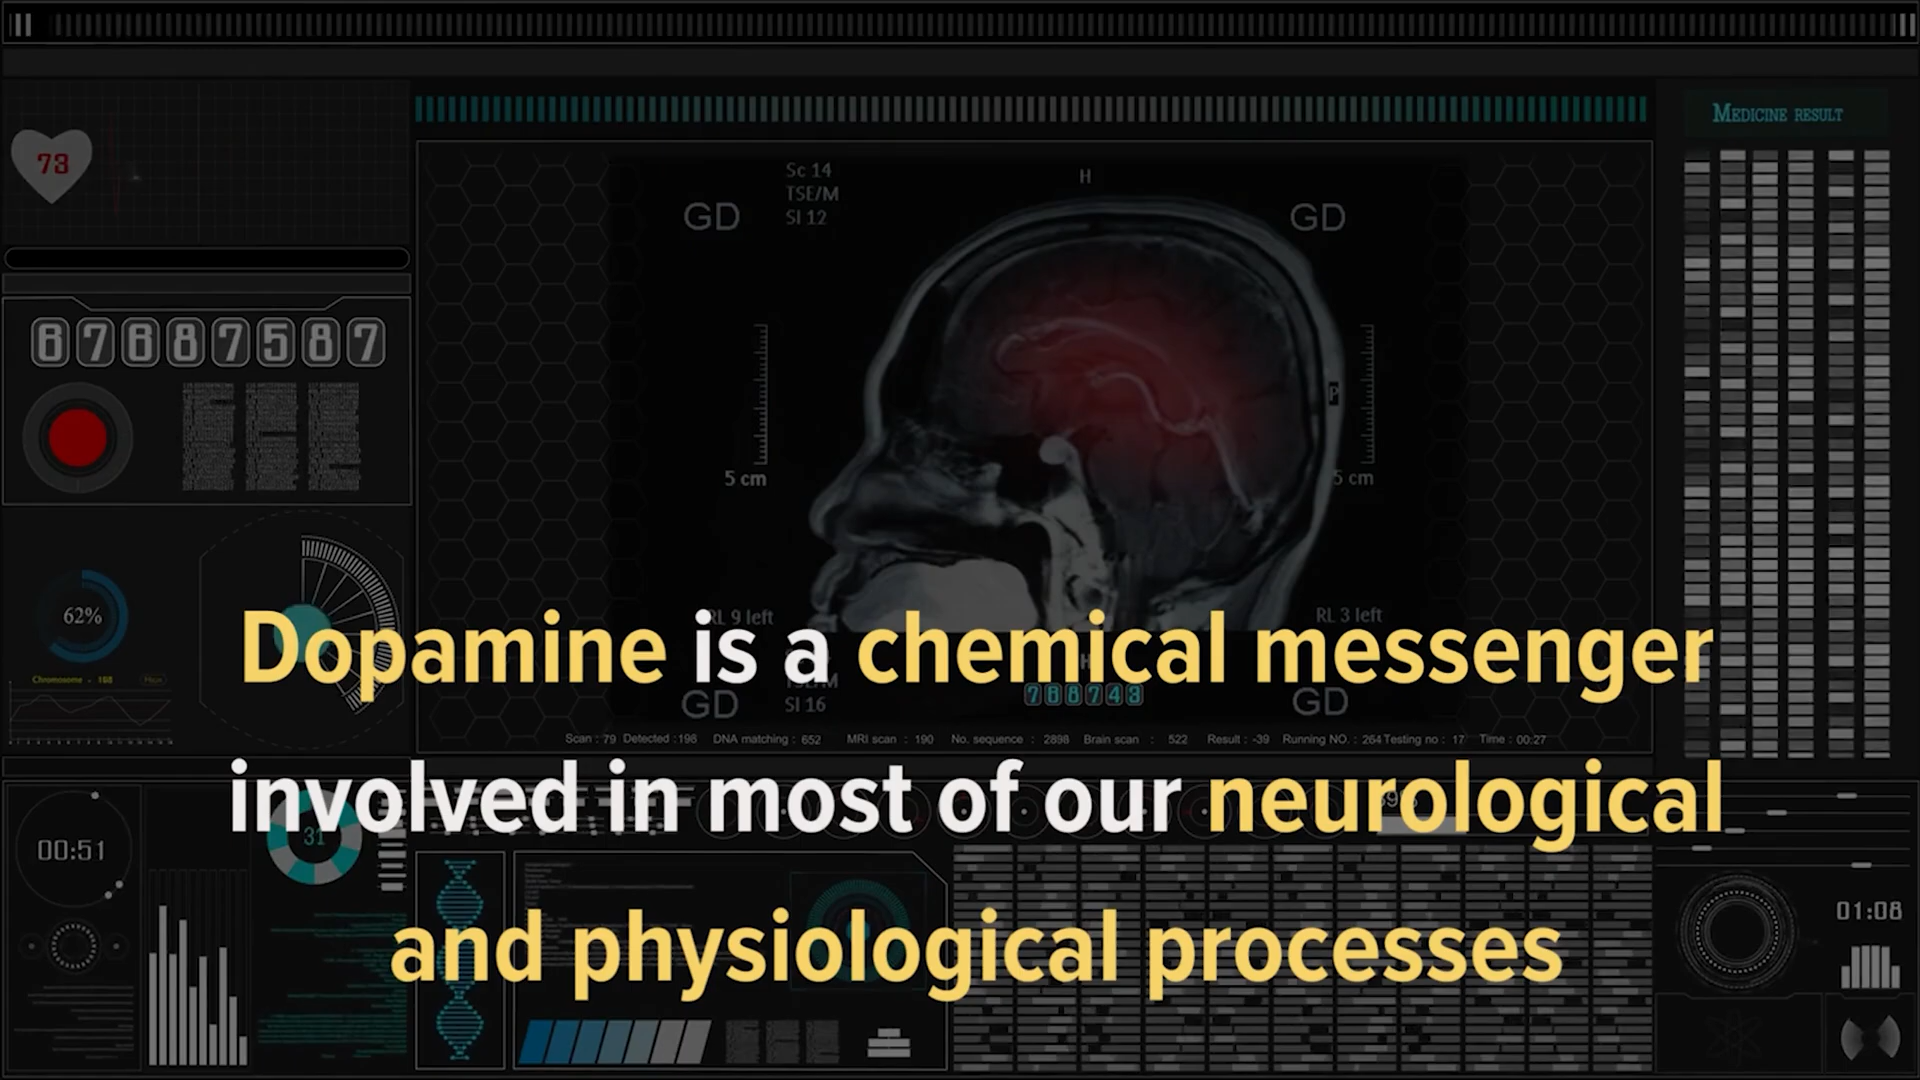 MEDICINE RESULT
73
Sc 14
TSE/M
SI 12
H
GD
GD
67687587
P
5 cm
5 cm
62%
RL 9 left
RL 3 left
Dopamine is a chemical messenger
Chromosome - 188
788743
GD
SI 16
GD
Scan : 79 Detected :198 DNA matching : 652 MRI scan : 190 No. sequence : 2898 Brain scan : 522 Result : -39 Running NO. : 264 Testing no : 17 Time : 00:27
involved in most of our neurological
00:51
31
01:08
and physiological processes